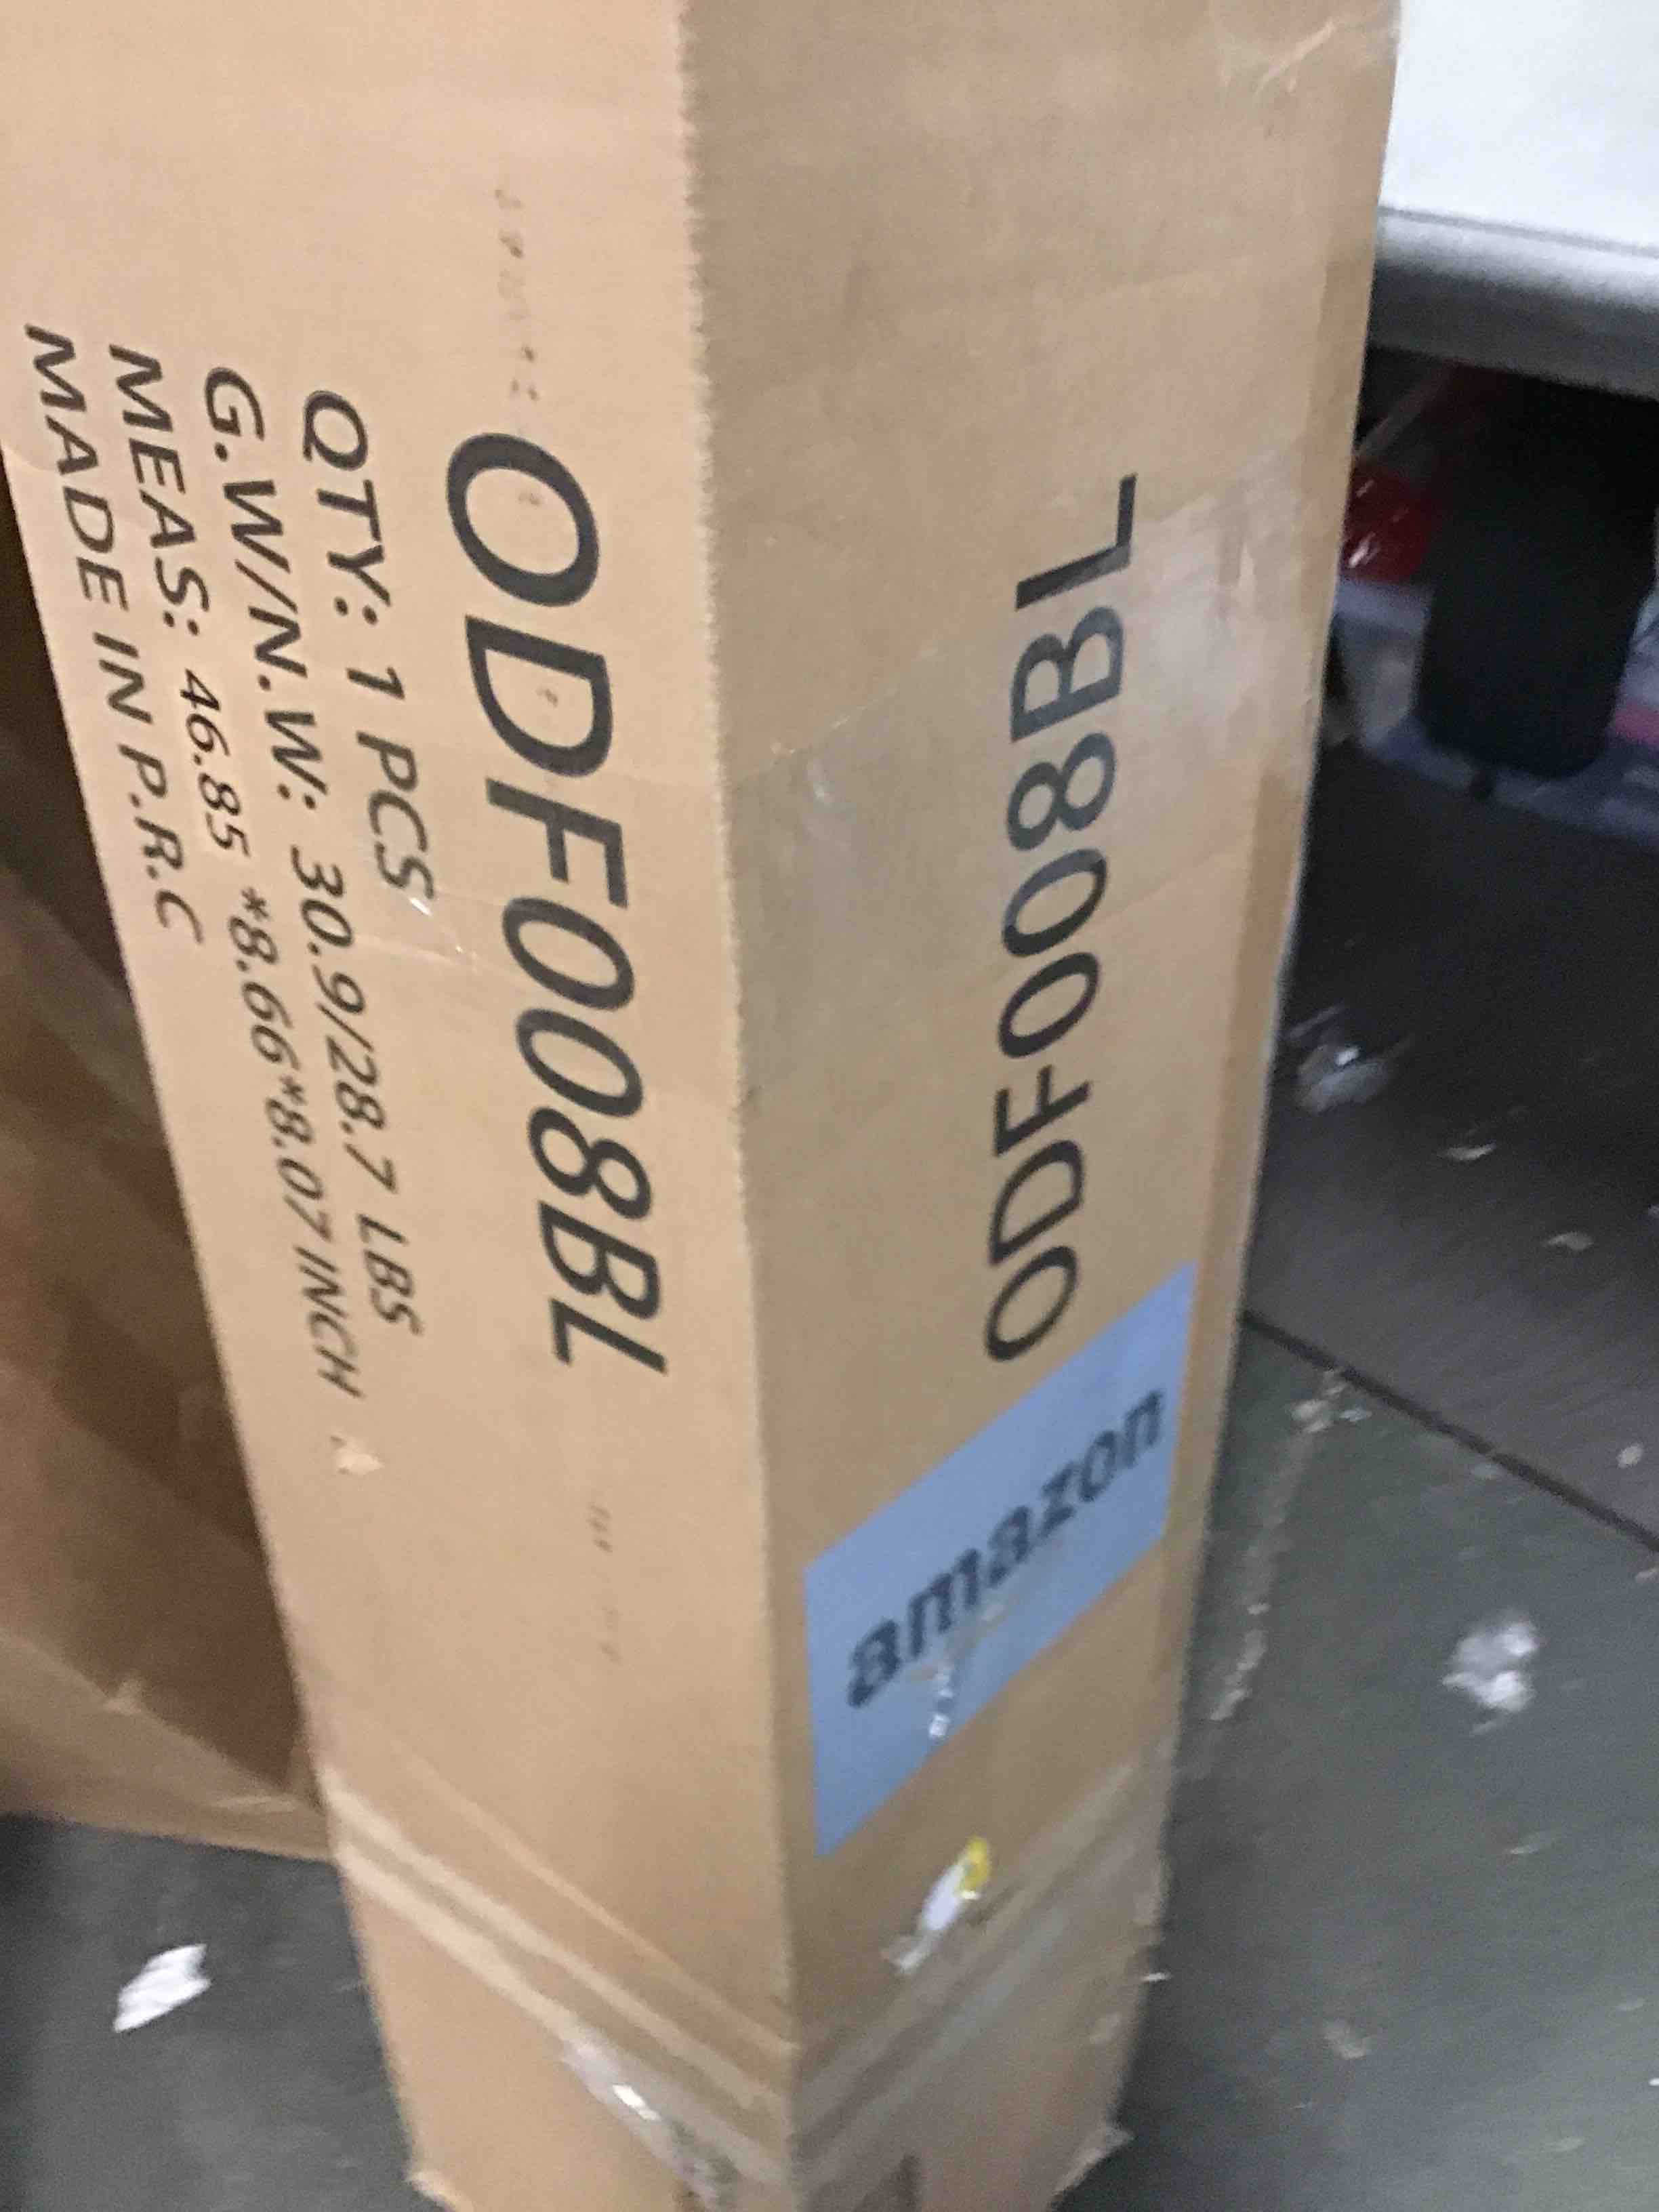 ODF008BL
QTY: 1 PCS
G.W/N.W: 30.9/28.7 LBS
MEAS: 46.85 *8.66*8.07 INCH
MADE IN P.R.C
ODF008BL
amazon